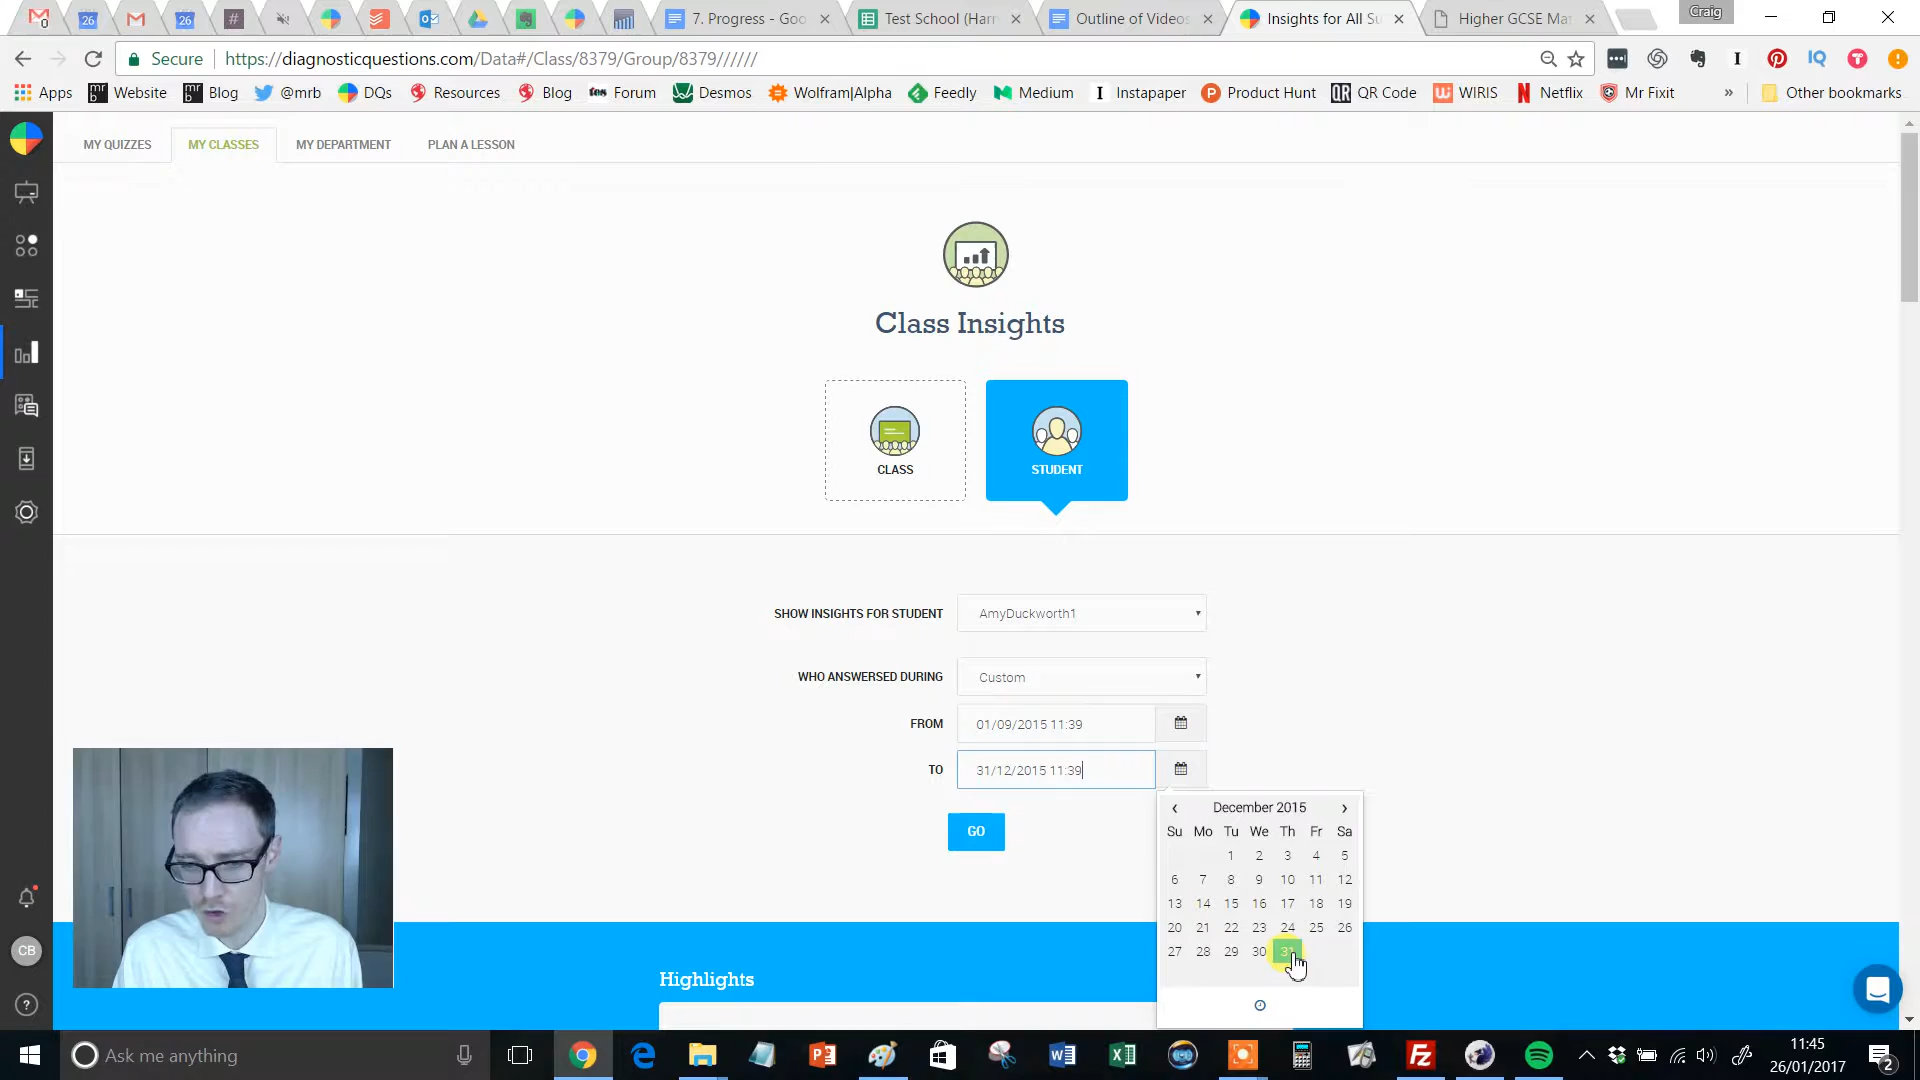 7. Progress - Goo
Test School (Harr
Outline of Videos
Insights for All Su
Higher GCSE Mat
Craig
Secure
https://diagnosticquestions.com/Data#/Class/8379/Group/8379//////
Apps
Website
Blog
@mrb
DQs
Resources
Blog
Forum
Desmos
Wolfram|Alpha
Feedly
Medium
Instapaper
Product Hunt
QR Code
WIRIS
Netflix
Mr Fixit
»
Other bookmarks
MY QUIZZES
MY CLASSES
MY DEPARTMENT
PLAN A LESSON
Class Insights
CLASS
STUDENT
SHOW INSIGHTS FOR STUDENT
AmyDuckworth1
WHO ANSWERSED DURING
Custom
FROM
01/09/2015 11:39
TO
31/12/2015 11:39
GO
‹ December 2015 ›
Su Mo Tu We Th Fr Sa
1 2 3 4 5
6 7 8 9 10 11 12
13 14 15 16 17 18 19
20 21 22 23 24 25 26
27 28 29 30 31
Highlights
CB
Ask me anything
11:45
26/01/2017
2